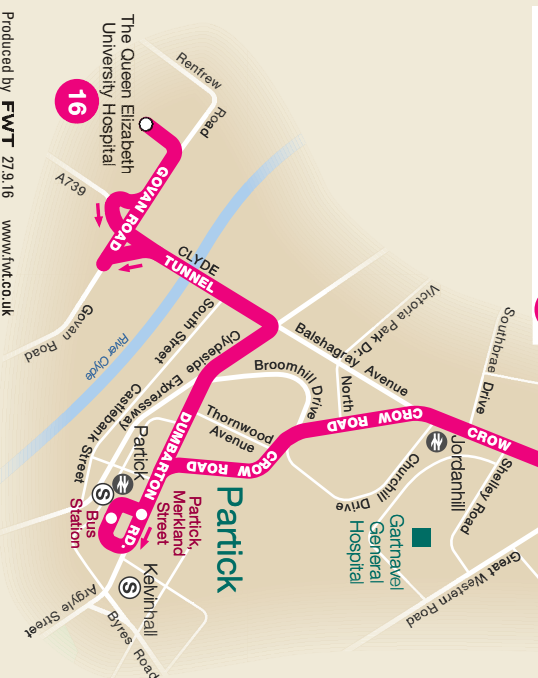 The Queen Elizabeth
University Hospital
16
Renfrew
Road
A739
GOVAN ROAD
Govan Road
CLYDE
TUNNEL
River Clyde
South Street
Clydeside
Expressway
Castlebank Street
Balshagray Avenue
Victoria Park Dr.
North
Southbrae Drive
Broomhill Drive
Thornwood
Avenue
CROW ROAD
CROW ROAD
CROW
Jordanhill
Churchill Drive
Shelley Road
Great Western Road
Gartnavel
General
Hospital
Partick
DUMBARTON
RD.
Partick
Partick,
Merkland
Street
S
Bus
Station
S
Kelvinhall
Argyle Street
Byres Road
Produced by FWT 27.9.16 www.fwt.co.uk